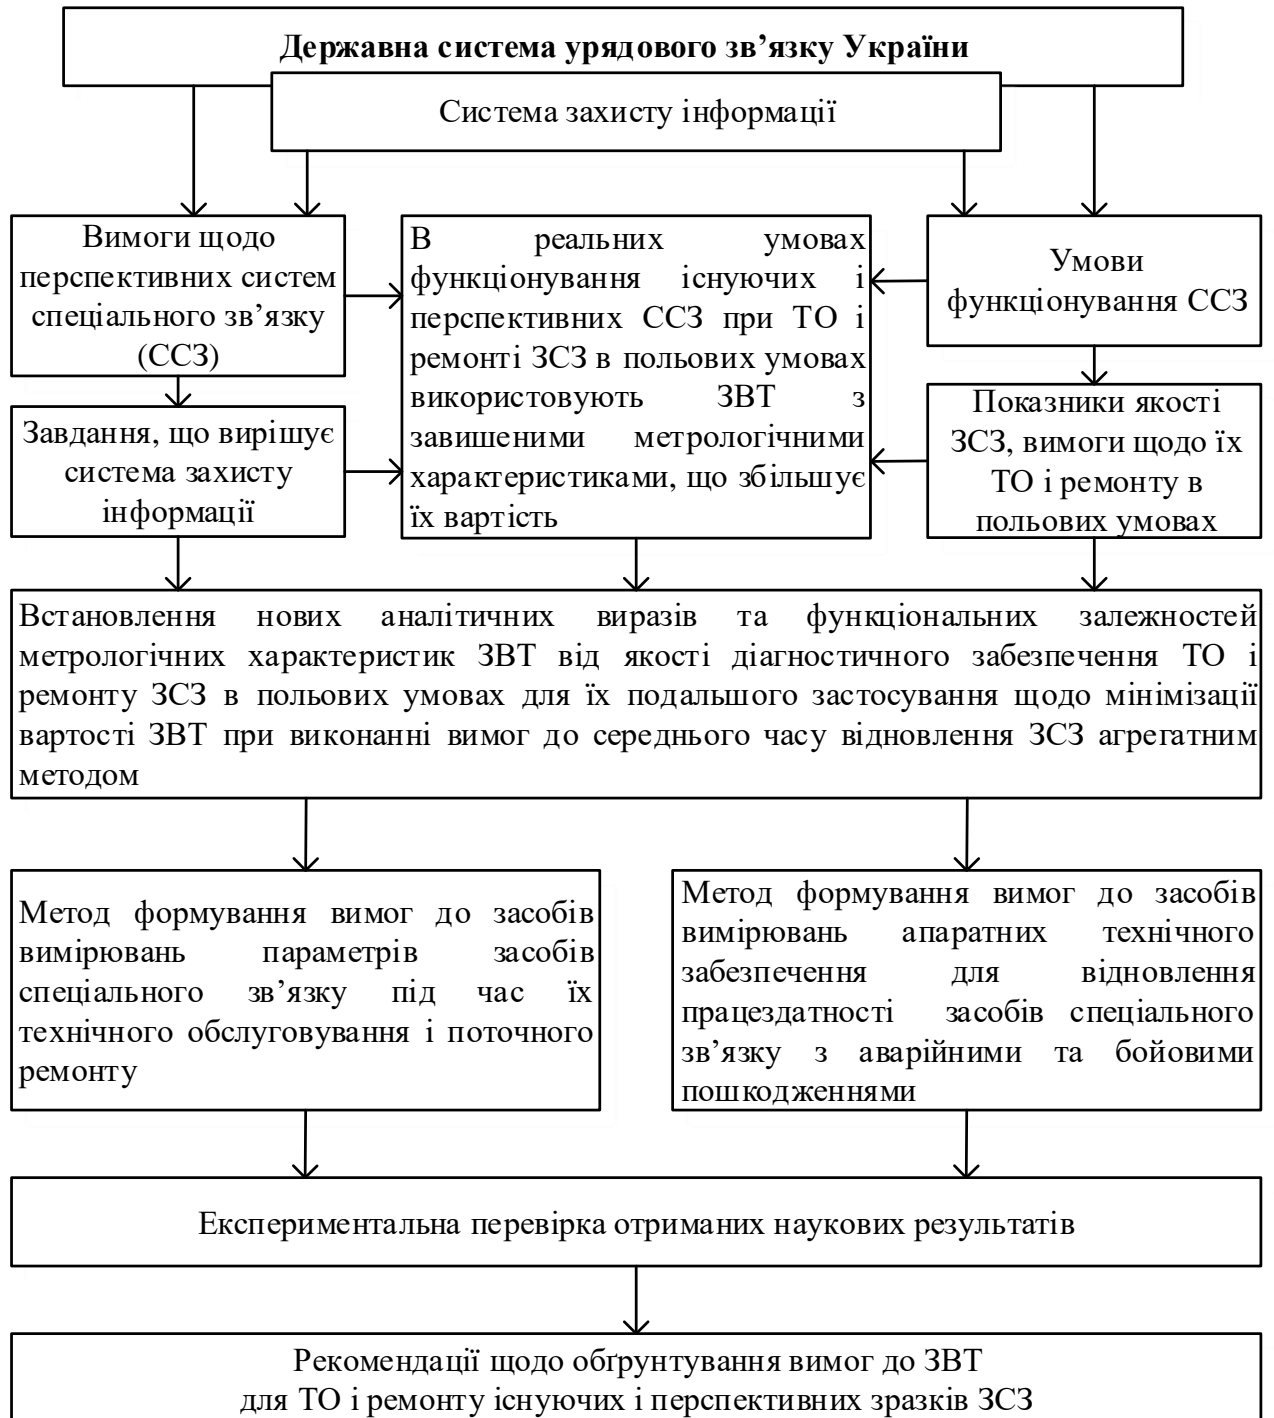 Державна система урядового зв’язку України
Система захисту інформації
Вимоги щодо
перспективних систем
спеціального зв’язку
(ССЗ)
Завдання, що вирішує
система захисту
інформації
В реальних умовах
функціонування існуючих і
перспективних ССЗ при ТО і
ремонті ЗСЗ в польових умовах
використовують ЗВТ з
завишеними метрологічними
характеристиками, що збільшує
їх вартість
Умови
функціонування ССЗ
Показники якості
ЗСЗ, вимоги щодо їх
ТО і ремонту в
польових умовах
Встановлення нових аналітичних виразів та функціональних залежностей
метрологічних характеристик ЗВТ від якості діагностичного забезпечення ТО і
ремонту ЗСЗ в польових умовах для їх подальшого застосування щодо мінімізації
вартості ЗВТ при виконанні вимог до середнього часу відновлення ЗСЗ агрегатним
методом
Метод формування вимог до засобів
вимірювань параметрів засобів
спеціального зв’язку під час їх
технічного обслуговування і поточного
ремонту
Метод формування вимог до засобів
вимірювань апаратних технічного
забезпечення для відновлення
працездатності засобів спеціального
зв’язку з аварійними та бойовими
пошкодженнями
Експериментальна перевірка отриманих наукових результатів
Рекомендації щодо обґрунтування вимог до ЗВТ
для ТО і ремонту існуючих і перспективних зразків ЗСЗ